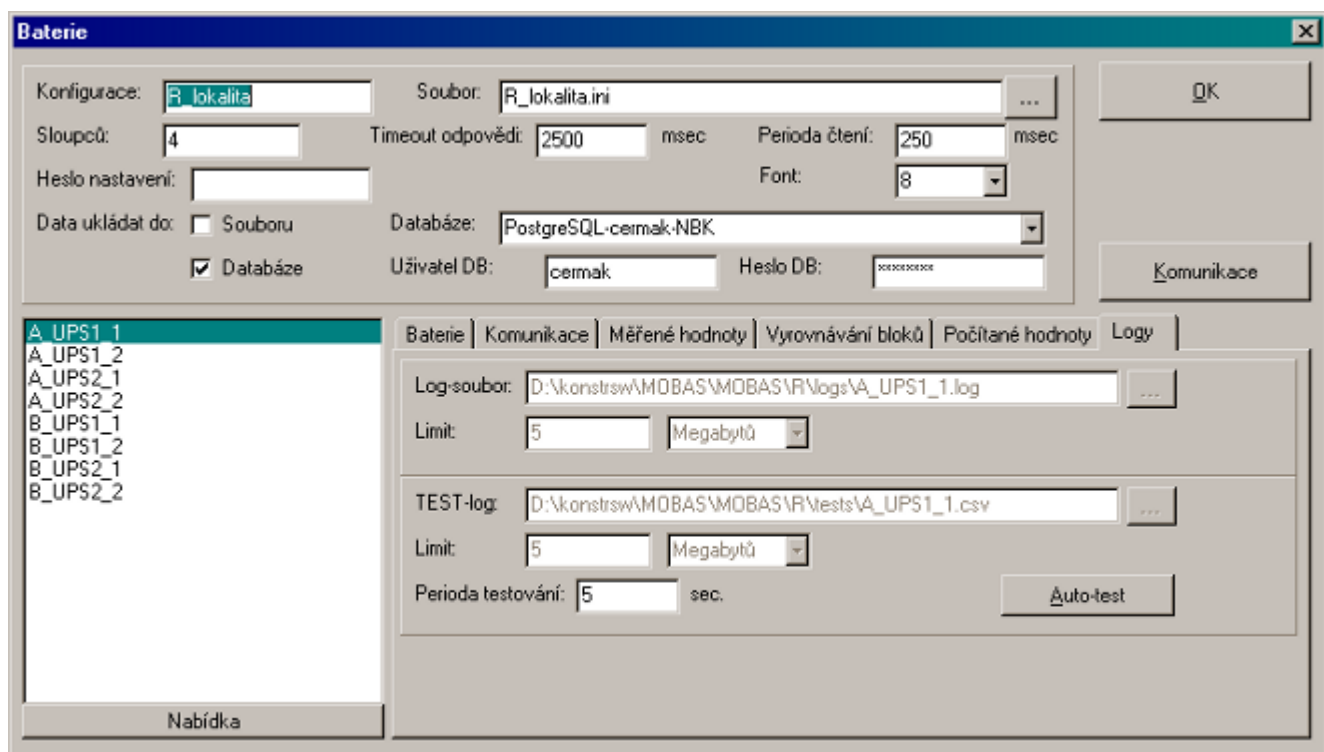 Baterie
Konfigurace: R_lokalita Soubor: R_lokalita.ini ... OK
Sloupců: 4 Timeout odpovědi: 2500 msec Perioda čtení: 250 msec
Heslo nastavení: Font: 8
Data ukládat do: Souboru Databáze: PostgreSQL-cermak-NBK
Databáze Uživatel DB: cermak Heslo DB: ******** Komunikace
A_UPS1_1
A_UPS1_2
A_UPS2_1
A_UPS2_2
B_UPS1_1
B_UPS1_2
B_UPS2_1
B_UPS2_2
Nabídka
Baterie Komunikace Měřené hodnoty Vyrovnávání bloků Počítané hodnoty Logy
Log-soubor: D:\konstrsw\MOBAS\MOBAS\R\logs\A_UPS1_1.log ...
Limit: 5 Megabytů
TEST-log: D:\konstrsw\MOBAS\MOBAS\R\tests\A_UPS1_1.csv ...
Limit: 5 Megabytů
Perioda testování: 5 sec. Auto-test